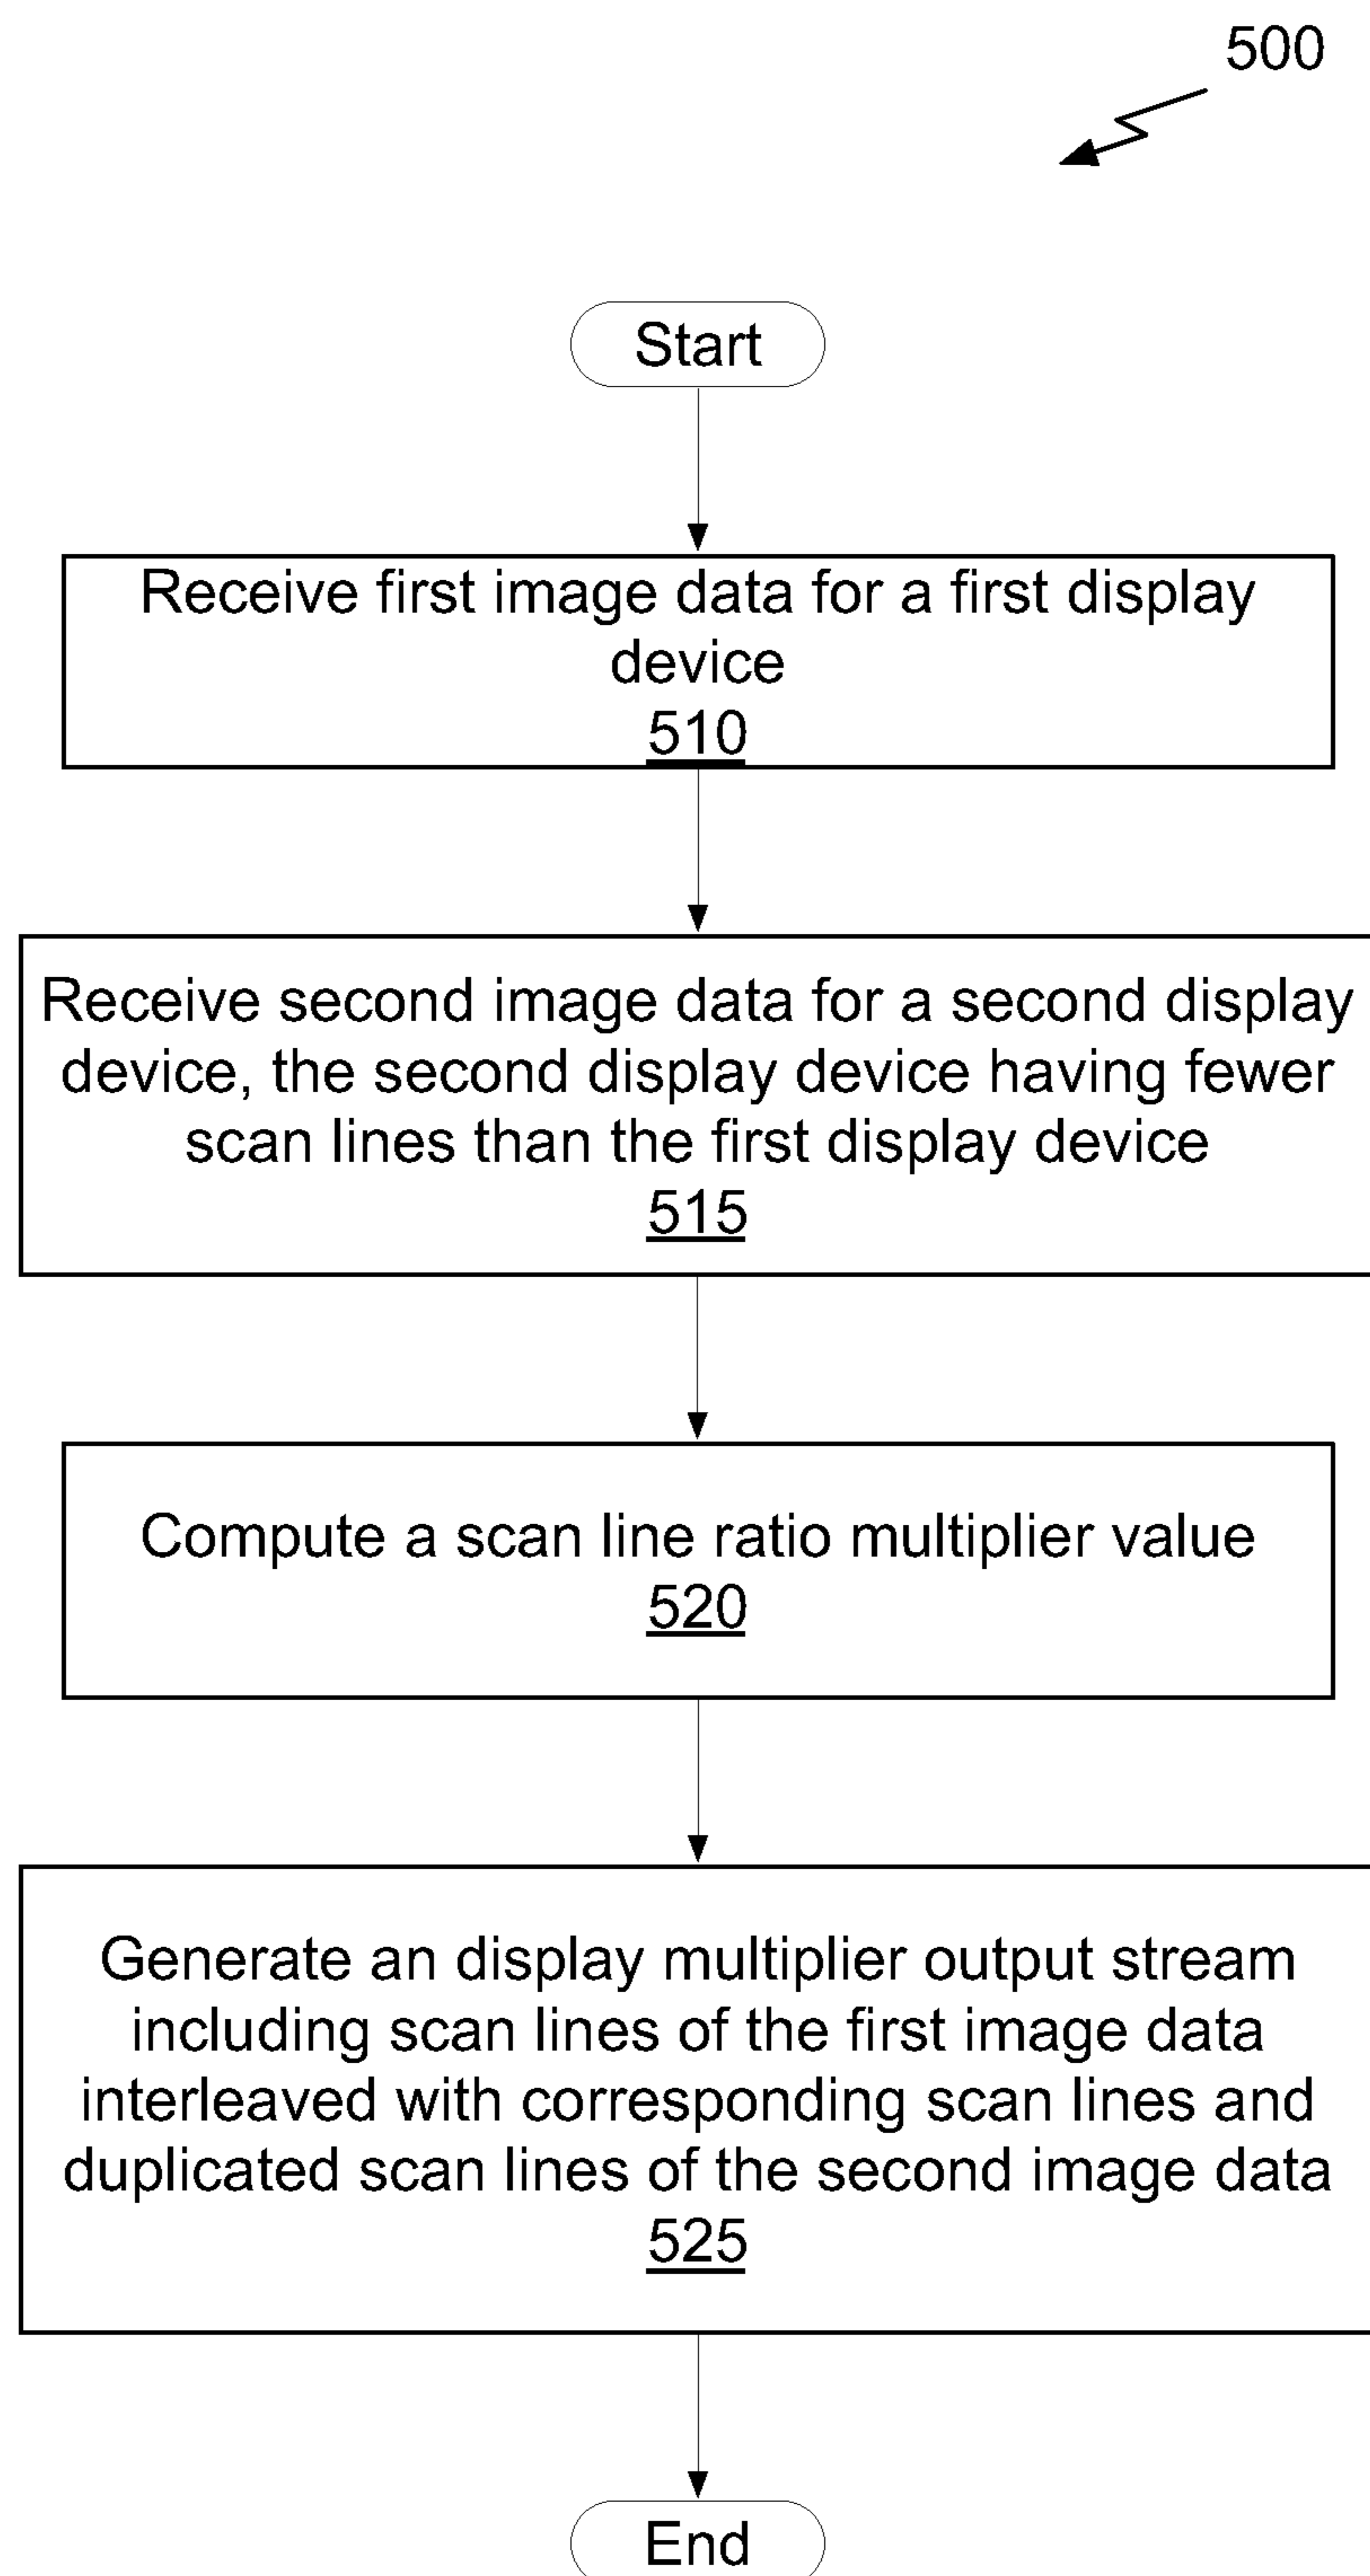 500
Start
Receive first image data for a first display
device
510
Receive second image data for a second display
device, the second display device having fewer
scan lines than the first display device
515
Compute a scan line ratio multiplier value
520
Generate an display multiplier output stream
including scan lines of the first image data
interleaved with corresponding scan lines and
duplicated scan lines of the second image data
525
End